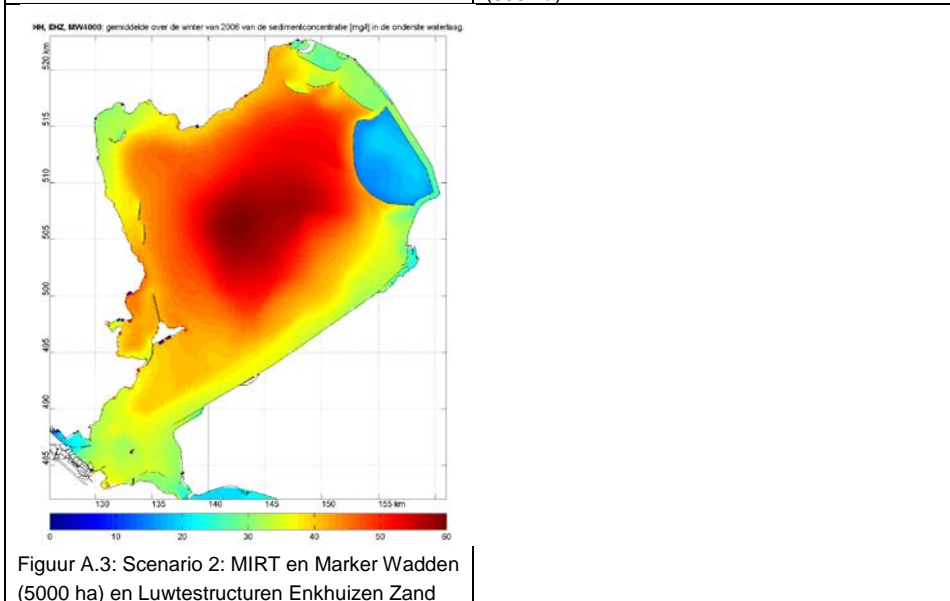 HH, EHZ, MW4000: gemiddelde over de winter van 2006 van de sedimentconcentratie [mg/l] in de onderste waterlaag.
520 km
515
510
505
500
495
490
485
130 135 140 145 150 155 km
0 10 20 30 40 50 60
Figuur A.3: Scenario 2: MIRT en Marker Wadden
(5000 ha) en Luwtestructuren Enkhuizen Zand